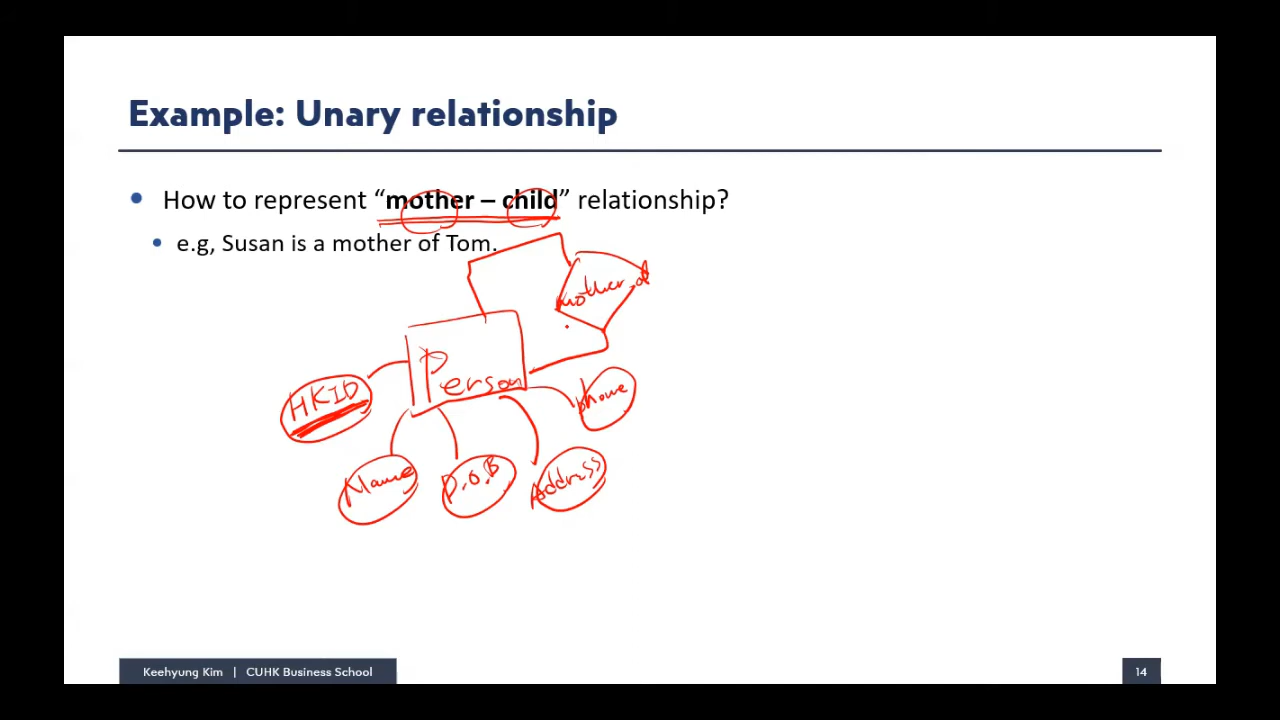 Example: Unary relationship
• How to represent “mother – child” relationship?
• e.g, Susan is a mother of Tom.
mother of
Person
HKID
phone
Name
D.O.B
Address
Keehyung Kim | CUHK Business School
14